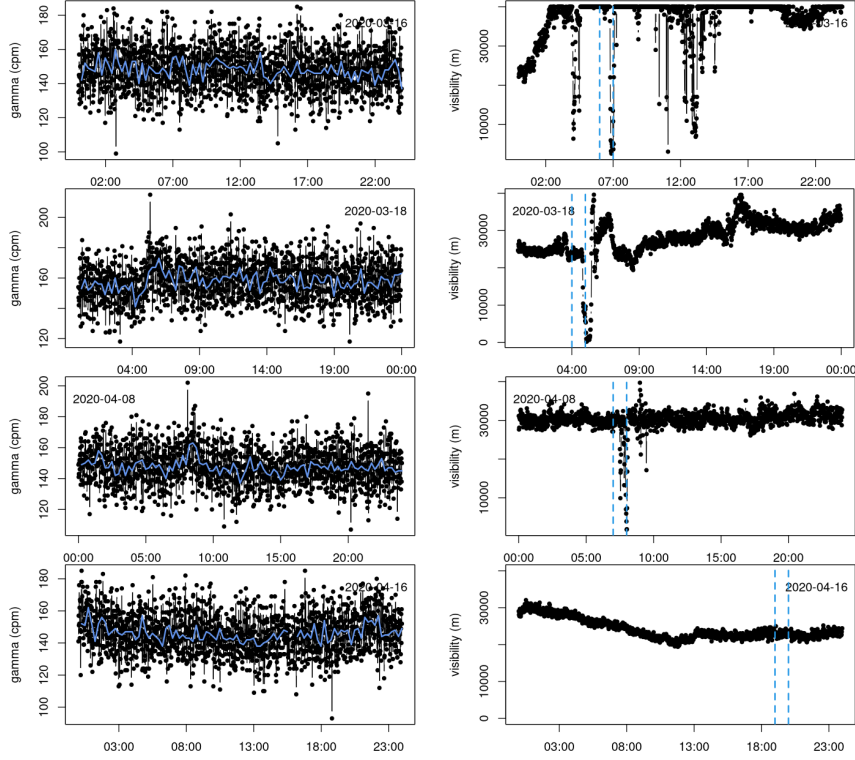 100 120 140 160 180
gamma (cpm)
2020-03-16
02:00 07:00 12:00 17:00 22:00
10000 30000
visibility (m)
2020-03-16
02:00 07:00 12:00 17:00 22:00
120 160 200
gamma (cpm)
2020-03-18
04:00 09:00 14:00 19:00 00:00
0 10000 30000
visibility (m)
2020-03-18
04:00 09:00 14:00 19:00 00:00
120 140 160 180 200
gamma (cpm)
2020-04-08
00:00 05:00 10:00 15:00 20:00
10000 30000
visibility (m)
2020-04-08
00:00 05:00 10:00 15:00 20:00
100 120 140 160 180
gamma (cpm)
2020-04-16
03:00 08:00 13:00 18:00 23:00
0 10000 30000
visibility (m)
2020-04-16
03:00 08:00 13:00 18:00 23:00